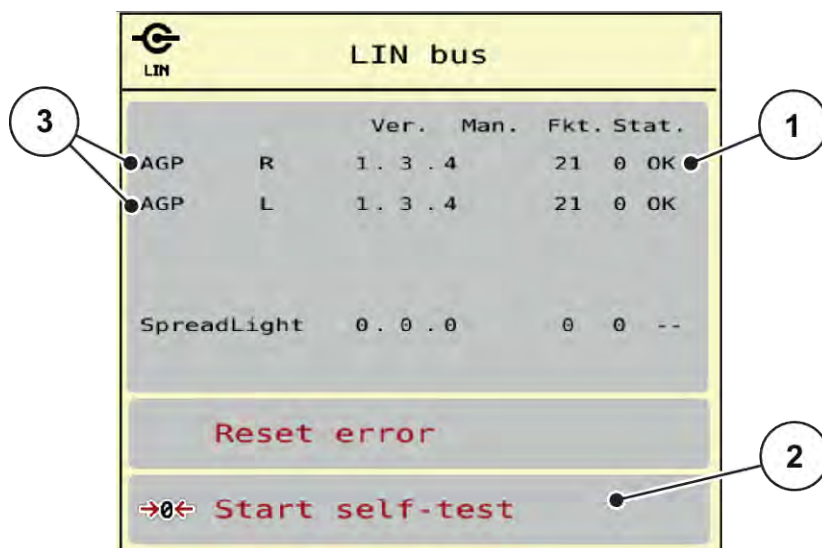 LIN
LIN bus
Ver. Man. Fkt. Stat.
AGP R 1.3.4 21 0 OK
AGP L 1.3.4 21 0 OK
SpreadLight 0.0.0 0 0 --
Reset error
→0← Start self-test
3
1
2